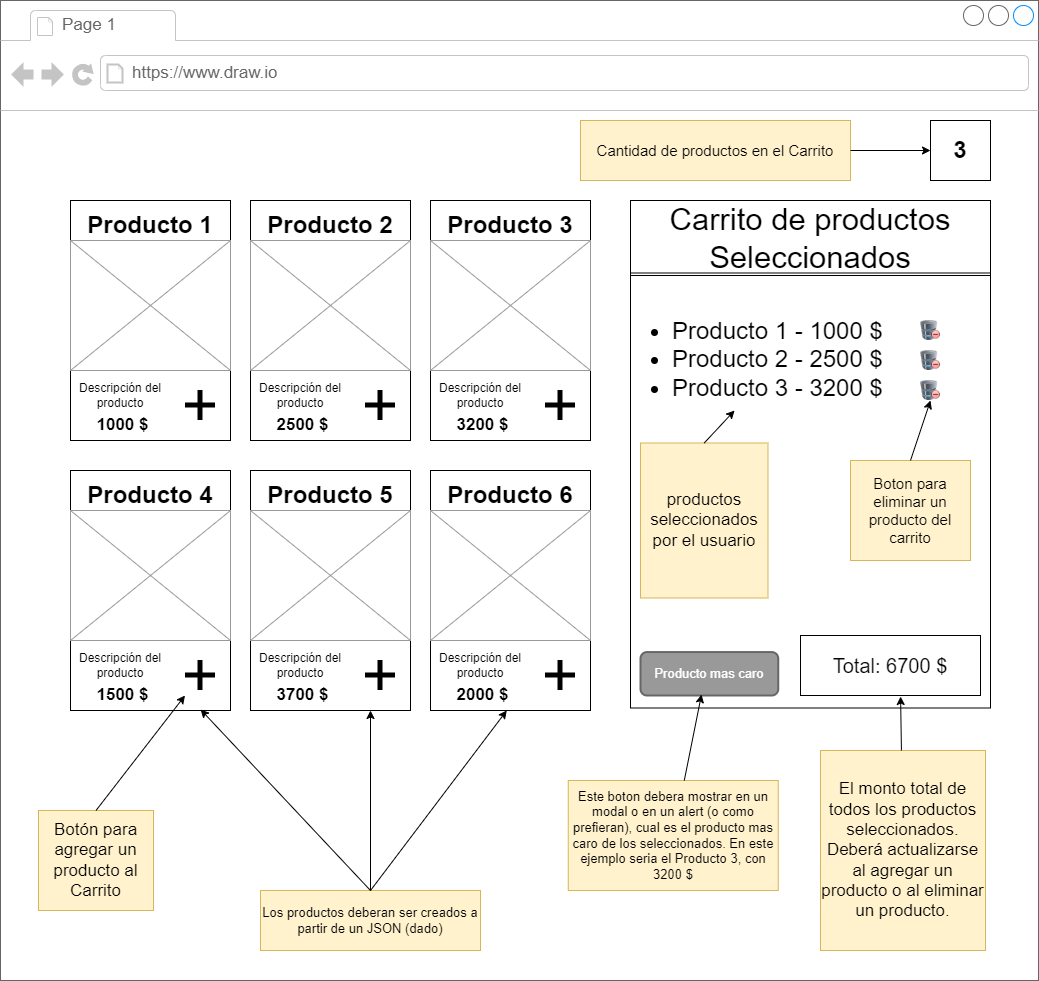 Page 1
https://www.draw.io
Cantidad de productos en el Carrito
3
Producto 1
Producto 2
Producto 3
Descripción del
producto
1000 $
Descripción del
producto
2500 $
Descripción del
producto
3200 $
Producto 4
Producto 5
Producto 6
Descripción del
producto
1500 $
Descripción del
producto
3700 $
Descripción del
producto
2000 $
Carrito de productos
Seleccionados
Producto 1 - 1000 $
Producto 2 - 2500 $
Producto 3 - 3200 $
productos
seleccionados
por el usuario
Boton para
eliminar un
producto del
carrito
Producto mas caro
Total: 6700 $
Botón para
agregar un
producto al
Carrito
Los productos deberan ser creados a
partir de un JSON (dado)
Este boton debera mostrar en un
modal o en un alert (o como
prefieran), cual es el producto mas
caro de los seleccionados. En este
ejemplo seria el Producto 3, con
3200 $
El monto total de
todos los productos
seleccionados.
Deberá actualizarse
al agregar un
producto o al eliminar
un producto.